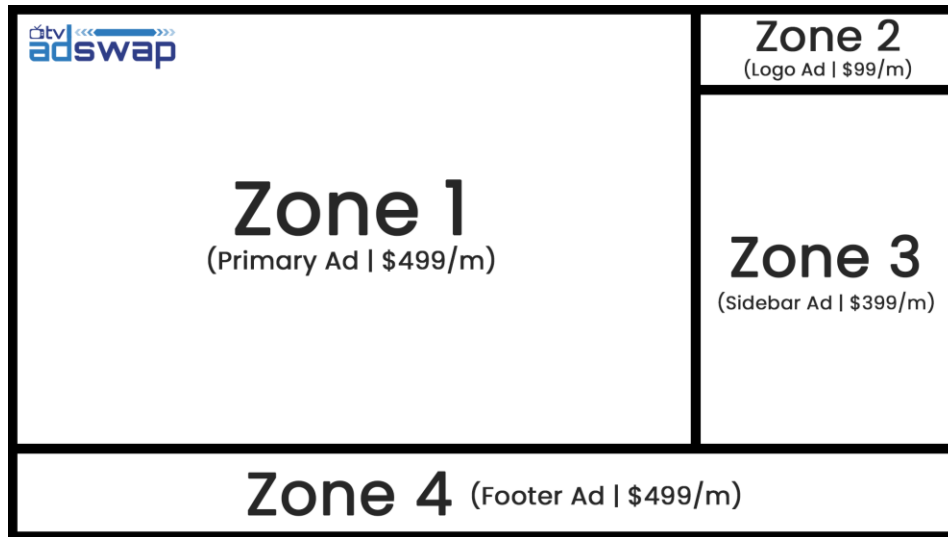 tv
adswap
Zone 1
(Primary Ad | $499/m)
Zone 2
(Logo Ad | $99/m)
Zone 3
(Sidebar Ad | $399/m)
Zone 4 (Footer Ad | $499/m)